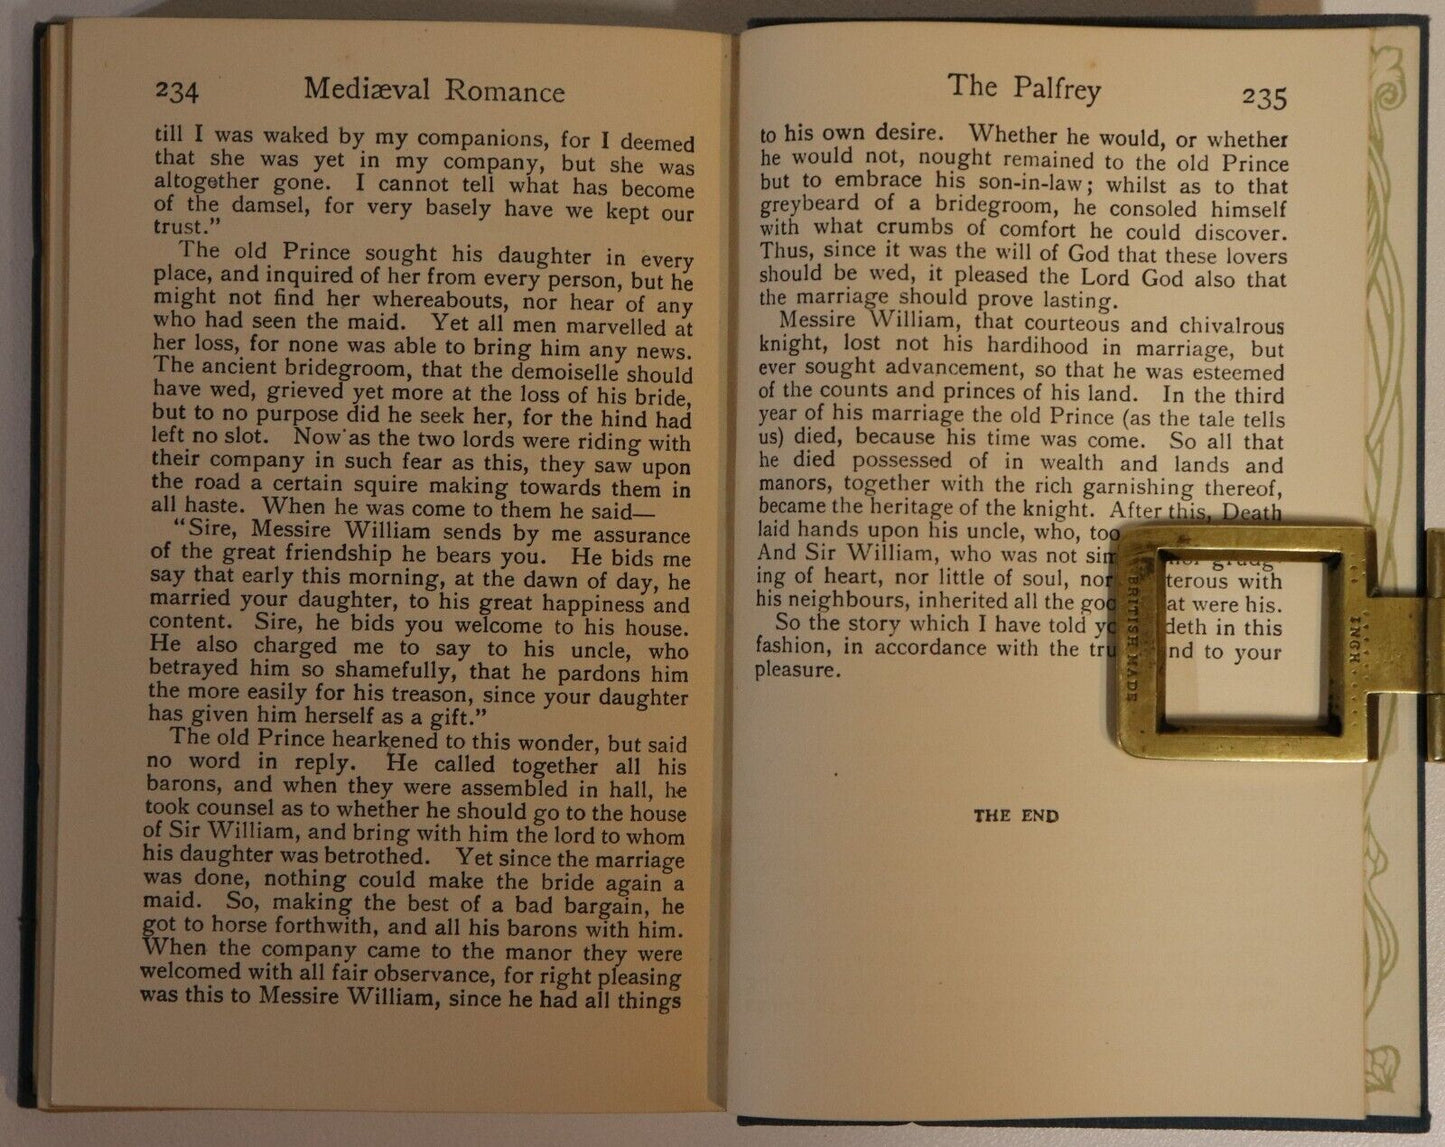 234 Mediæval Romance
till I was waked by my companions, for I deemed
that she was yet in my company, but she was
altogether gone. I cannot tell what has become
of the damsel, for very basely have we kept our
trust."
The old Prince sought his daughter in every
place, and inquired of her from every person, but he
might not find her whereabouts, nor hear of any
who had seen the maid. Yet all men marvelled at
her loss, for none was able to bring him any news.
The ancient bridegroom, that the demoiselle should
have wed, grieved yet more at the loss of his bride,
but to no purpose did he seek her, for the hind had
left no slot. Now as the two lords were riding with
their company in such fear as this, they saw upon
the road a certain squire making towards them in
all haste. When he was come to them he said—
"Sire, Messire William sends by me assurance
of the great friendship he bears you. He bids me
say that early this morning, at the dawn of day, he
married your daughter, to his great happiness and
content. Sire, he bids you welcome to his house.
He also charged me to say to his uncle, who
betrayed him so shamefully, that he pardons him
the more easily for his treason, since your daughter
has given him herself as a gift."
The old Prince hearkened to this wonder, but said
no word in reply. He called together all his
barons, and when they were assembled in hall, he
took counsel as to whether he should go to the house
of Sir William, and bring with him the lord to whom
his daughter was betrothed. Yet since the marriage
was done, nothing could make the bride again a
maid. So, making the best of a bad bargain, he
got to horse forthwith, and all his barons with him.
When the company came to the manor they were
welcomed with all fair observance, for right pleasing
was this to Messire William, since he had all things
The Palfrey 235
to his own desire. Whether he would, or whether
he would not, nought remained to the old Prince
but to embrace his son-in-law; whilst as to that
greybeard of a bridegroom, he consoled himself
with what crumbs of comfort he could discover.
Thus, since it was the will of God that these lovers
should be wed, it pleased the Lord God also that
the marriage should prove lasting.
Messire William, that courteous and chivalrous
knight, lost not his hardihood in marriage, but
ever sought advancement, so that he was esteemed
of the counts and princes of his land. In the third
year of his marriage the old Prince (as the tale tells
us) died, because his time was come. So all that
he died possessed of in wealth and lands and
manors, together with the rich garnishing thereof,
became the heritage of the knight. After this, Death
laid hands upon his uncle, who, too
And Sir William, who was not grudg-
ing of heart, nor little of soul, nor with
his neighbours, inherited all the were his.
So the story which I have told in this
fashion, in accordance with the to your
pleasure.
THE END
BRITISH MADE